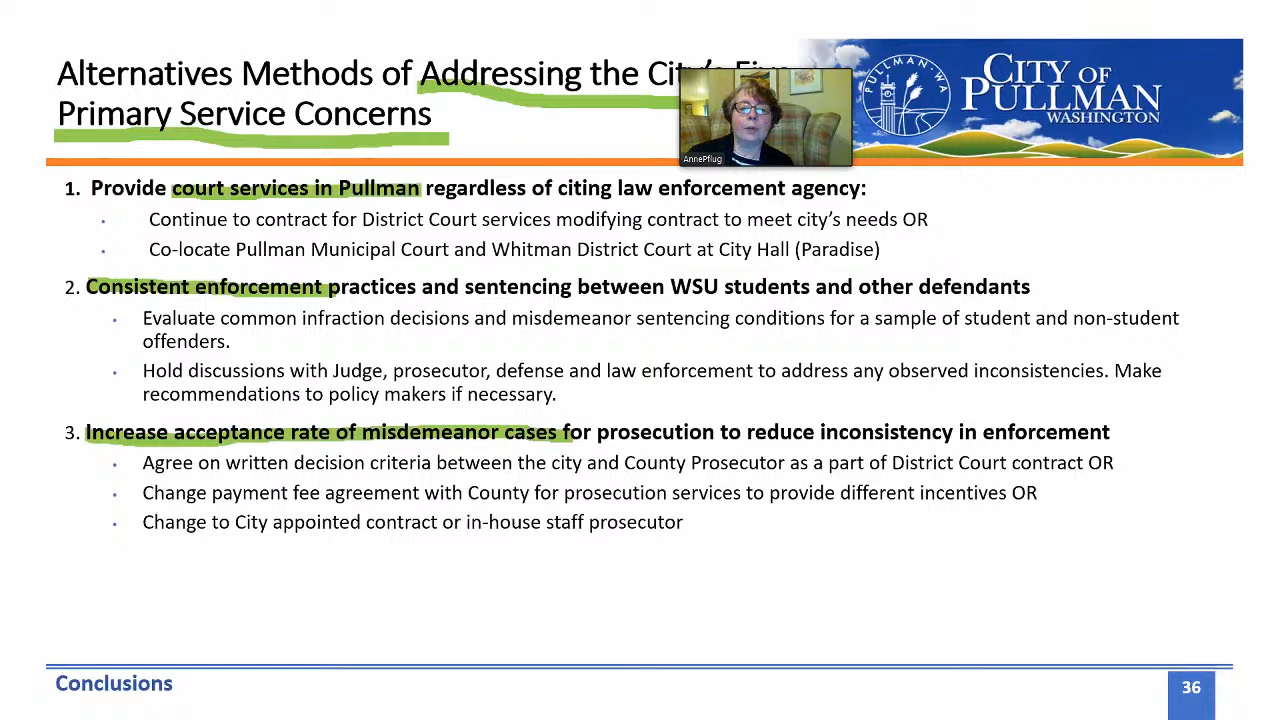 Alternatives Methods of Addressing the City's Five
Primary Service Concerns
PULLMAN, WA
CITY OF
PULLMAN
WASHINGTON
AnnePflug
1. Provide court services in Pullman regardless of citing law enforcement agency:
• Continue to contract for District Court services modifying contract to meet city's needs OR
• Co-locate Pullman Municipal Court and Whitman District Court at City Hall (Paradise)
2. Consistent enforcement practices and sentencing between WSU students and other defendants
• Evaluate common infraction decisions and misdemeanor sentencing conditions for a sample of student and non-student
offenders.
• Hold discussions with Judge, prosecutor, defense and law enforcement to address any observed inconsistencies. Make
recommendations to policy makers if necessary.
3. Increase acceptance rate of misdemeanor cases for prosecution to reduce inconsistency in enforcement
• Agree on written decision criteria between the city and County Prosecutor as a part of District Court contract OR
• Change payment fee agreement with County for prosecution services to provide different incentives OR
• Change to City appointed contract or in-house staff prosecutor
Conclusions
36